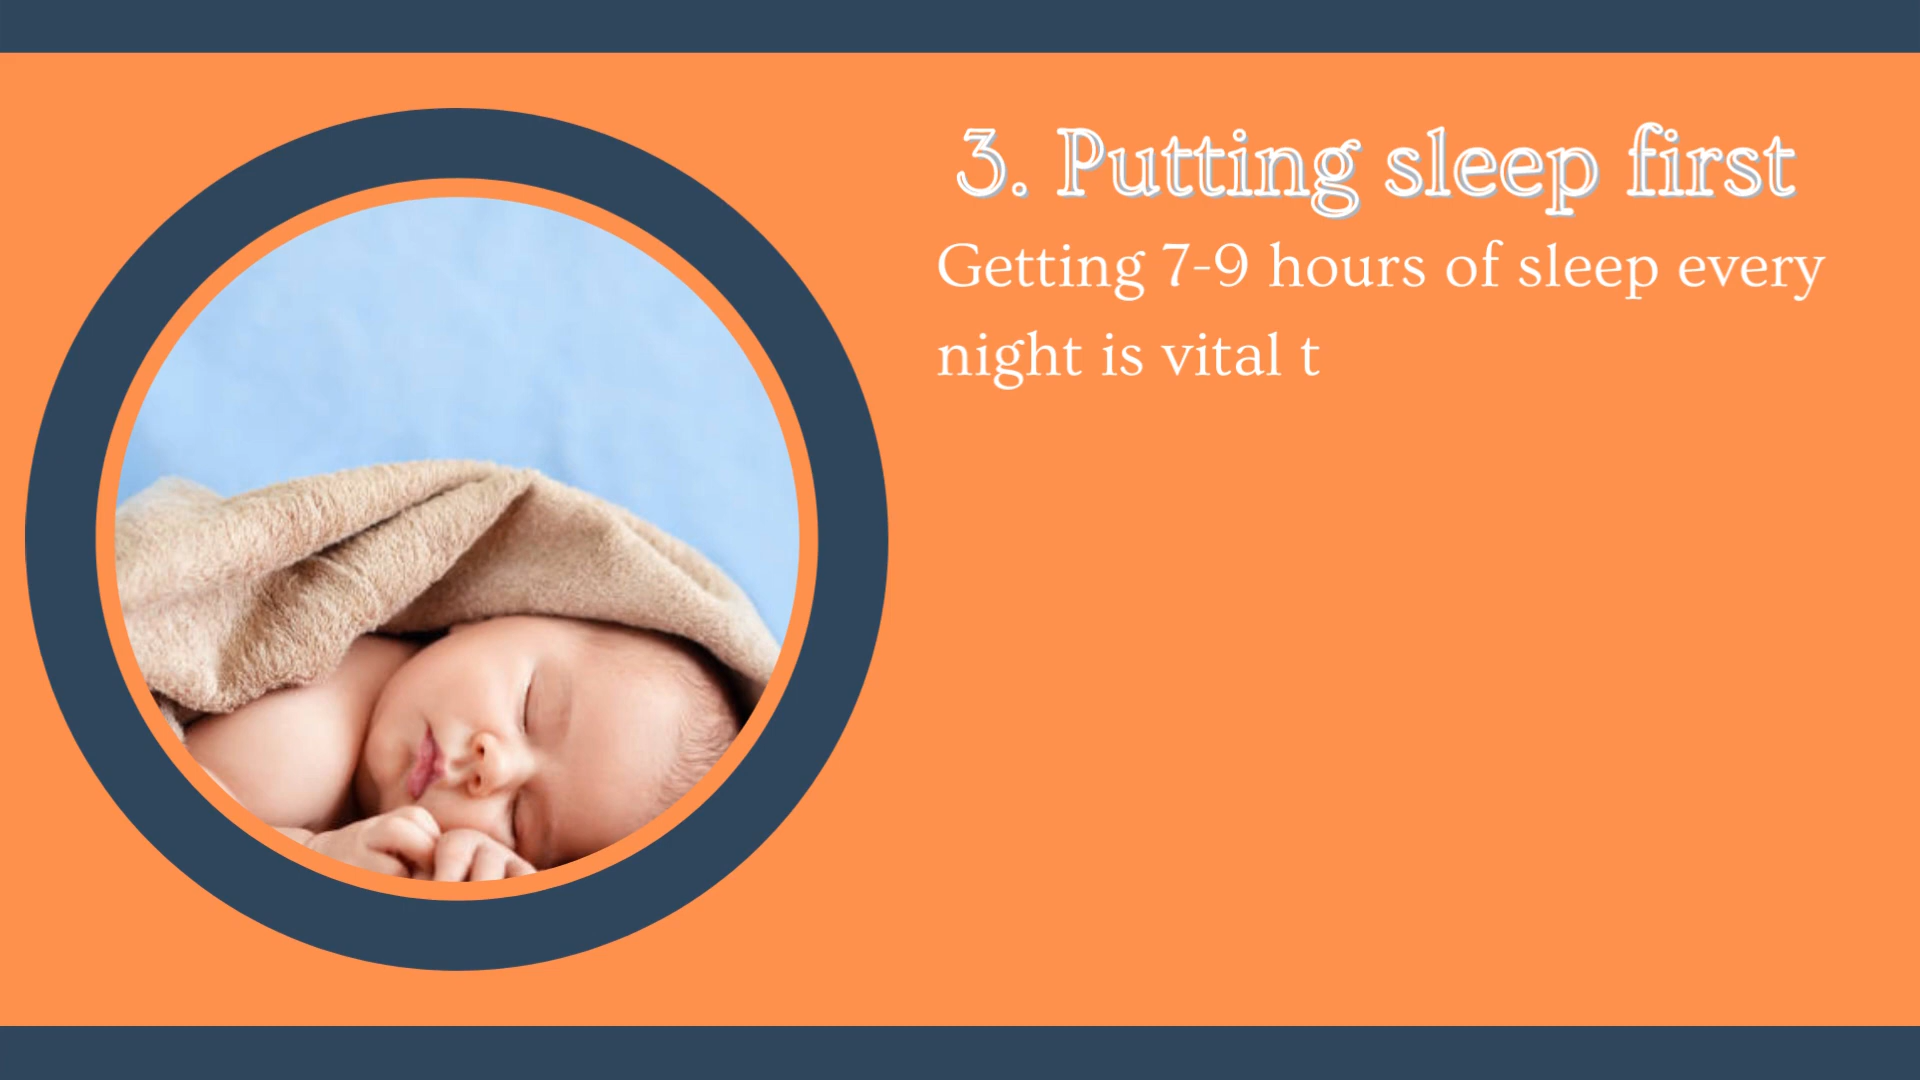 3. Putting sleep first
Getting 7-9 hours of sleep every
night is vital t